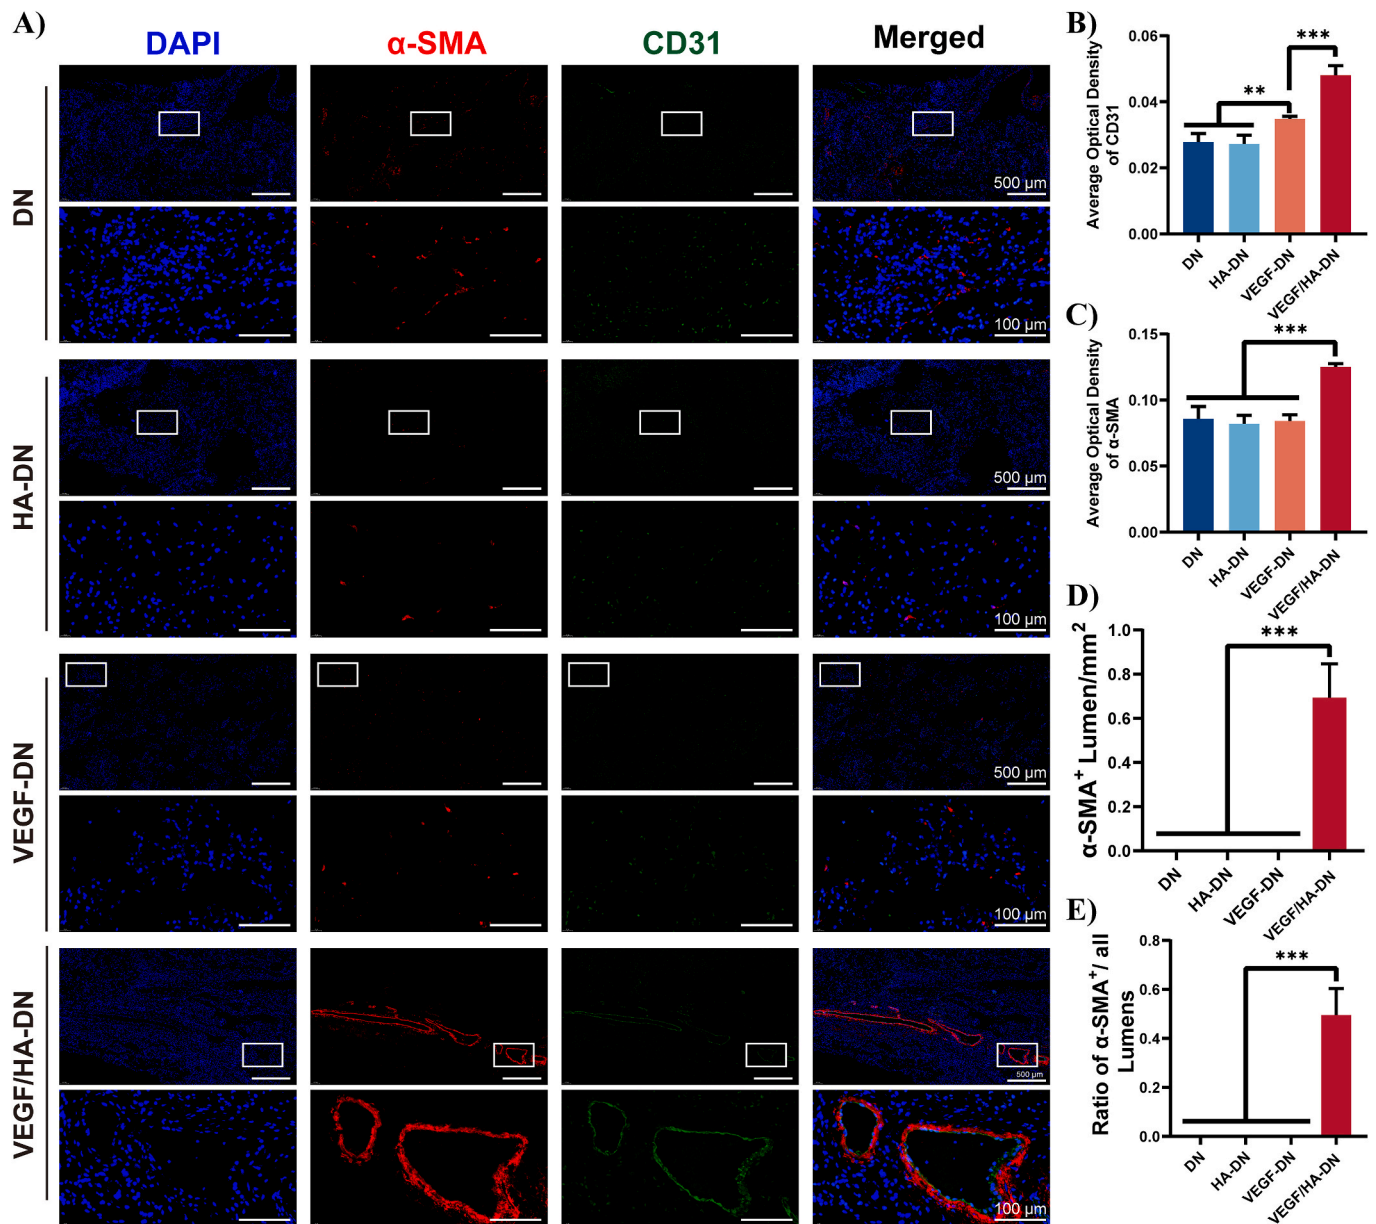 A)
DAPI
α-SMA
CD31
Merged
DN
500 µm
100 µm
HA-DN
500 µm
100 µm
VEGF-DN
500 µm
100 µm
VEGF/HA-DN
500 µm
100 µm
B)
Average Optical Density
of CD31
0.06
0.04
0.02
0.00
**
***
DN
HA-DN
VEGF-DN
VEGF/HA-DN
C)
Average Optical Density
of α-SMA
0.15
0.10
0.05
0.00
***
DN
HA-DN
VEGF-DN
VEGF/HA-DN
D)
α-SMA+ Lumen/mm2
1.0
0.8
0.6
0.4
0.2
0.0
***
DN
HA-DN
VEGF-DN
VEGF/HA-DN
E)
Ratio of α-SMA+/ all
Lumens
0.8
0.6
0.4
0.2
0.0
***
DN
HA-DN
VEGF-DN
VEGF/HA-DN